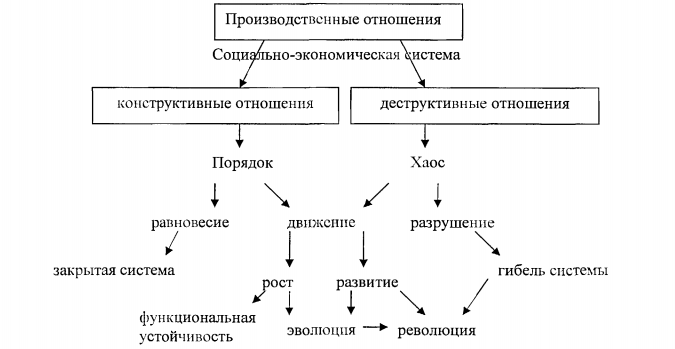 Производственные отношения
Социально-экономическая система
конструктивные отношения
деструктивные отношения
Порядок
Хаос
равновесие
движение
разрушение
закрытая система
рост
развитие
гибель системы
функциональная
устойчивость
эволюция
революция